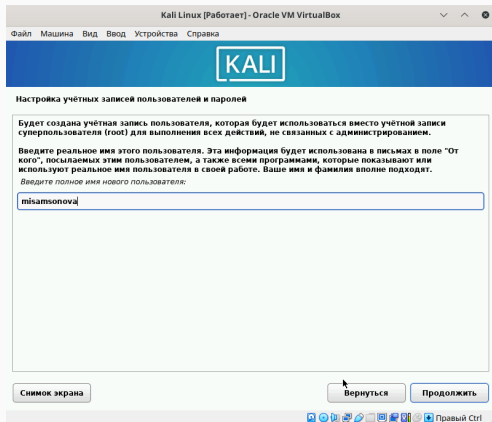 Kali Linux [Работает] - Oracle VM VirtualBox
Файл Машина Вид Ввод Устройства Справка
KALI
Настройка учётных записей пользователей и паролей
Будет создана учётная запись пользователя, которая будет использоваться вместо учётной записи
суперпользователя (root) для выполнения всех действий, не связанных с администрированием.
Введите реальное имя этого пользователя. Эта информация будет использована в письмах в поле "От
кого", посылаемых этим пользователем, а также всеми программами, которые показывают или
используют реальное имя пользователя в своей работе. Ваше имя и фамилия вполне подходят.
Введите полное имя нового пользователя:
misamsonova
Снимок экрана Вернуться Продолжить
Правый Ctrl